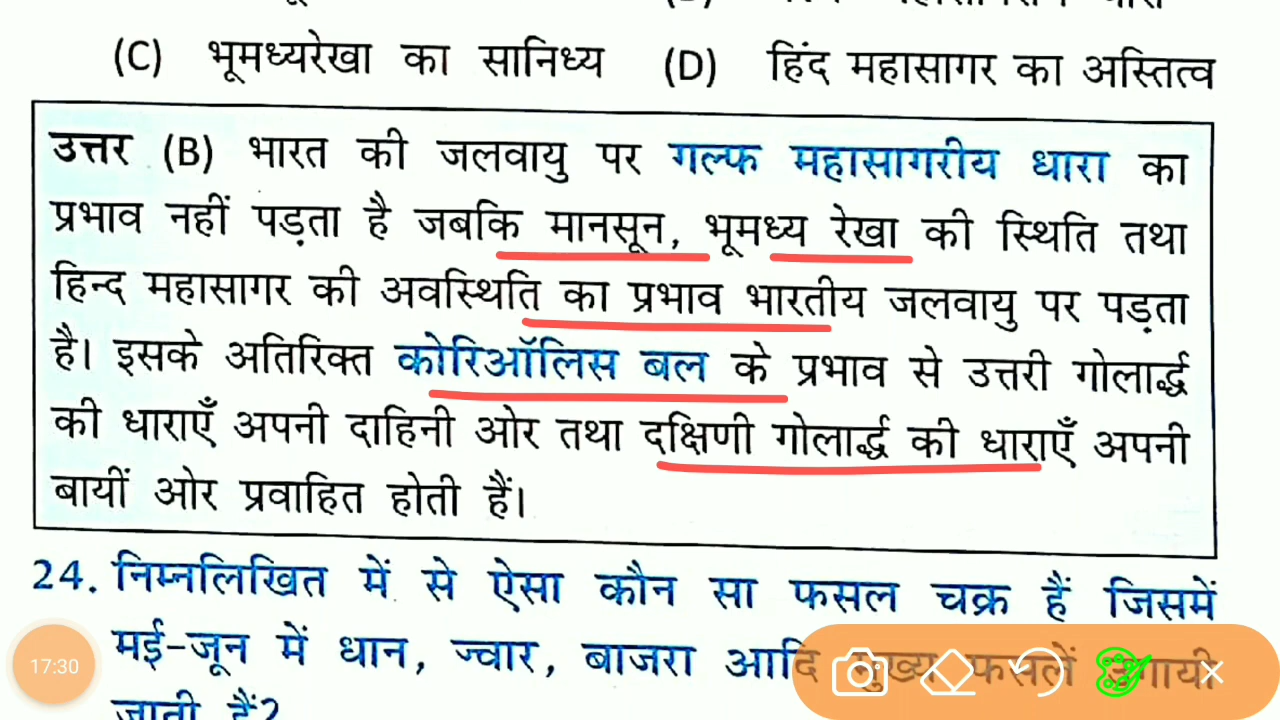 (C) भूमध्यरेखा का सानिध्य (D) हिंद महासागर का अस्तित्व
उत्तर (B) भारत की जलवायु पर गल्फ महासागरीय धारा का
प्रभाव नहीं पड़ता है जबकि मानसून, भूमध्य रेखा की स्थिति तथा
हिन्द महासागर की अवस्थिति का प्रभाव भारतीय जलवायु पर पड़ता
है। इसके अतिरिक्त कोरिऑलिस बल के प्रभाव से उत्तरी गोलार्द्ध
की धाराएँ अपनी दाहिनी ओर तथा दक्षिणी गोलार्द्ध की धाराएँ अपनी
बायीं ओर प्रवाहित होती हैं।
24. निम्नलिखित में से ऐसा कौन सा फसल चक्र हैं जिसमें
मई-जून में धान, ज्वार, बाजरा आदि मुख्य फसलें उगायी
जाती हैं?
17:30